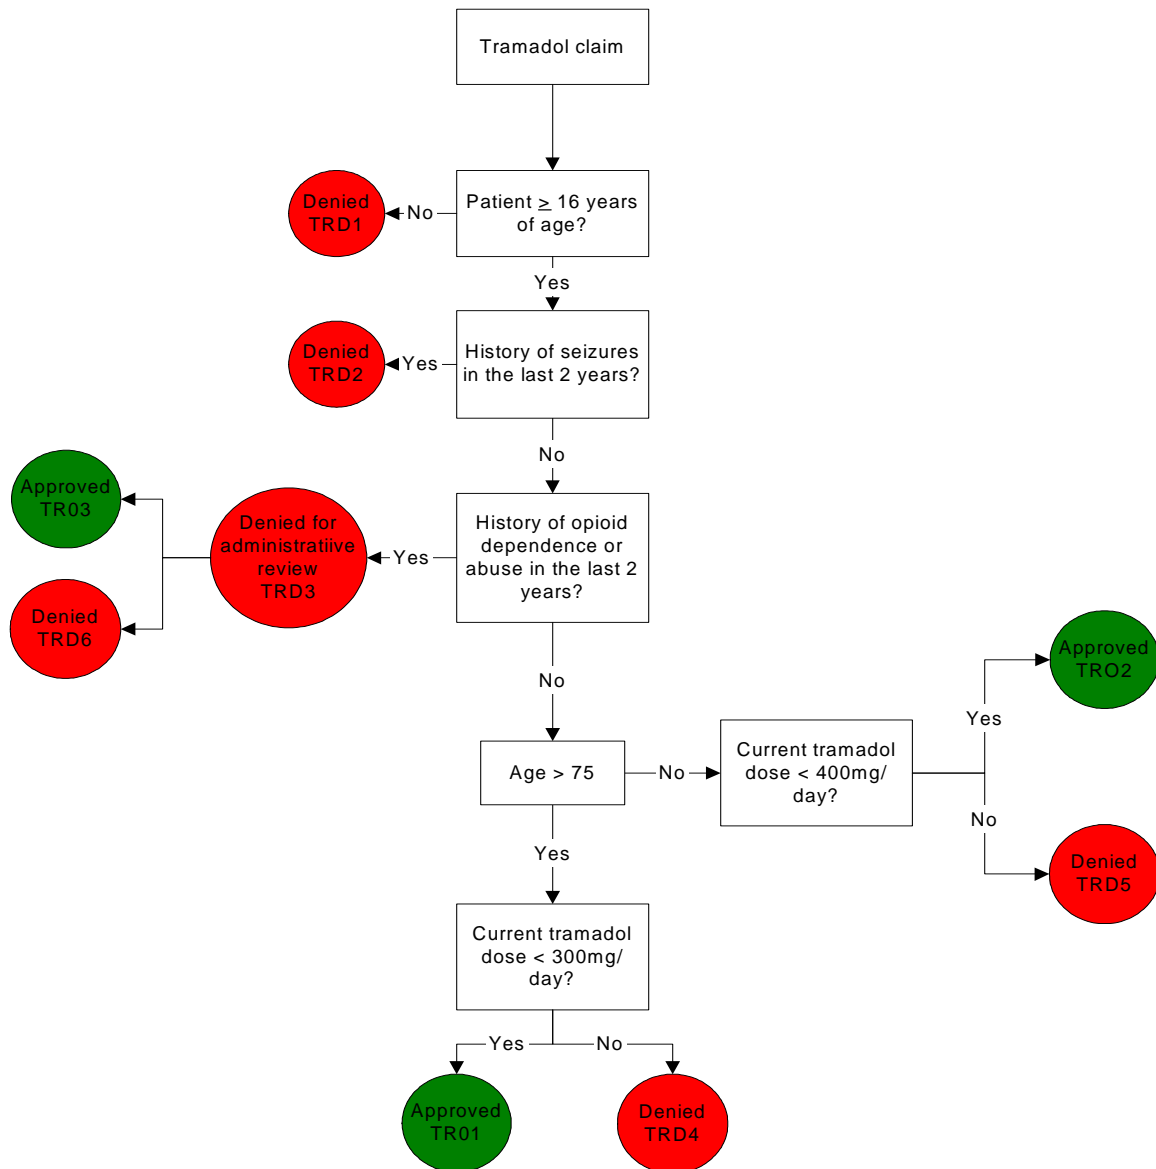 Tramadol claim
Patient ≥ 16 years
of age?
No
Denied
TRD1
Yes
History of seizures
in the last 2 years?
Yes
Denied
TRD2
No
History of opioid
dependence or
abuse in the last 2
years?
Yes
Denied for
administratiive
review
TRD3
Approved
TR03
Denied
TRD6
No
Age > 75
No
Current tramadol
dose < 400mg/
day?
Yes
Approved
TRO2
No
Denied
TRD5
Yes
Current tramadol
dose < 300mg/
day?
Yes
No
Approved
TR01
Denied
TRD4